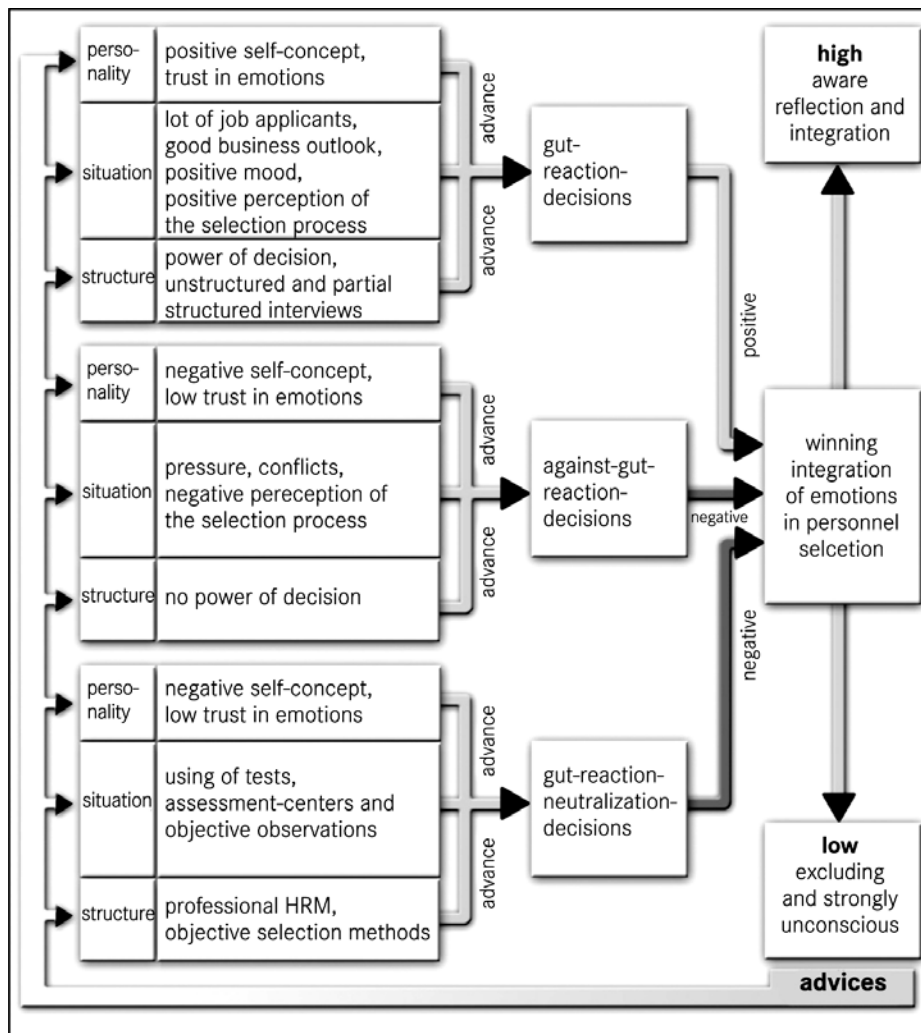 perso-
nality
positive self-concept,
trust in emotions
situation
lot of job applicants,
good business outlook,
positive mood,
positive perception of
the selection process
structure
power of decision,
unstructured and partial
structured interviews
advance
advance
gut-
reaction-
decisions
positive
high
aware
reflection and
integration
perso-
nality
negative self-concept,
low trust in emotions
situation
pressure, conflicts,
negative pereception of
the selection process
structure
no power of decision
advance
advance
against-gut-
reaction-
decisions
negative
winning
integration
of emotions
in personnel
selcetion
perso-
nality
negative self-concept,
low trust in emotions
situation
using of tests,
assessment-centers and
objective observations
structure
professional HRM,
objective selection methods
advance
advance
gut-reaction-
neutralization-
decisions
negative
low
excluding
and strongly
unconscious
advices